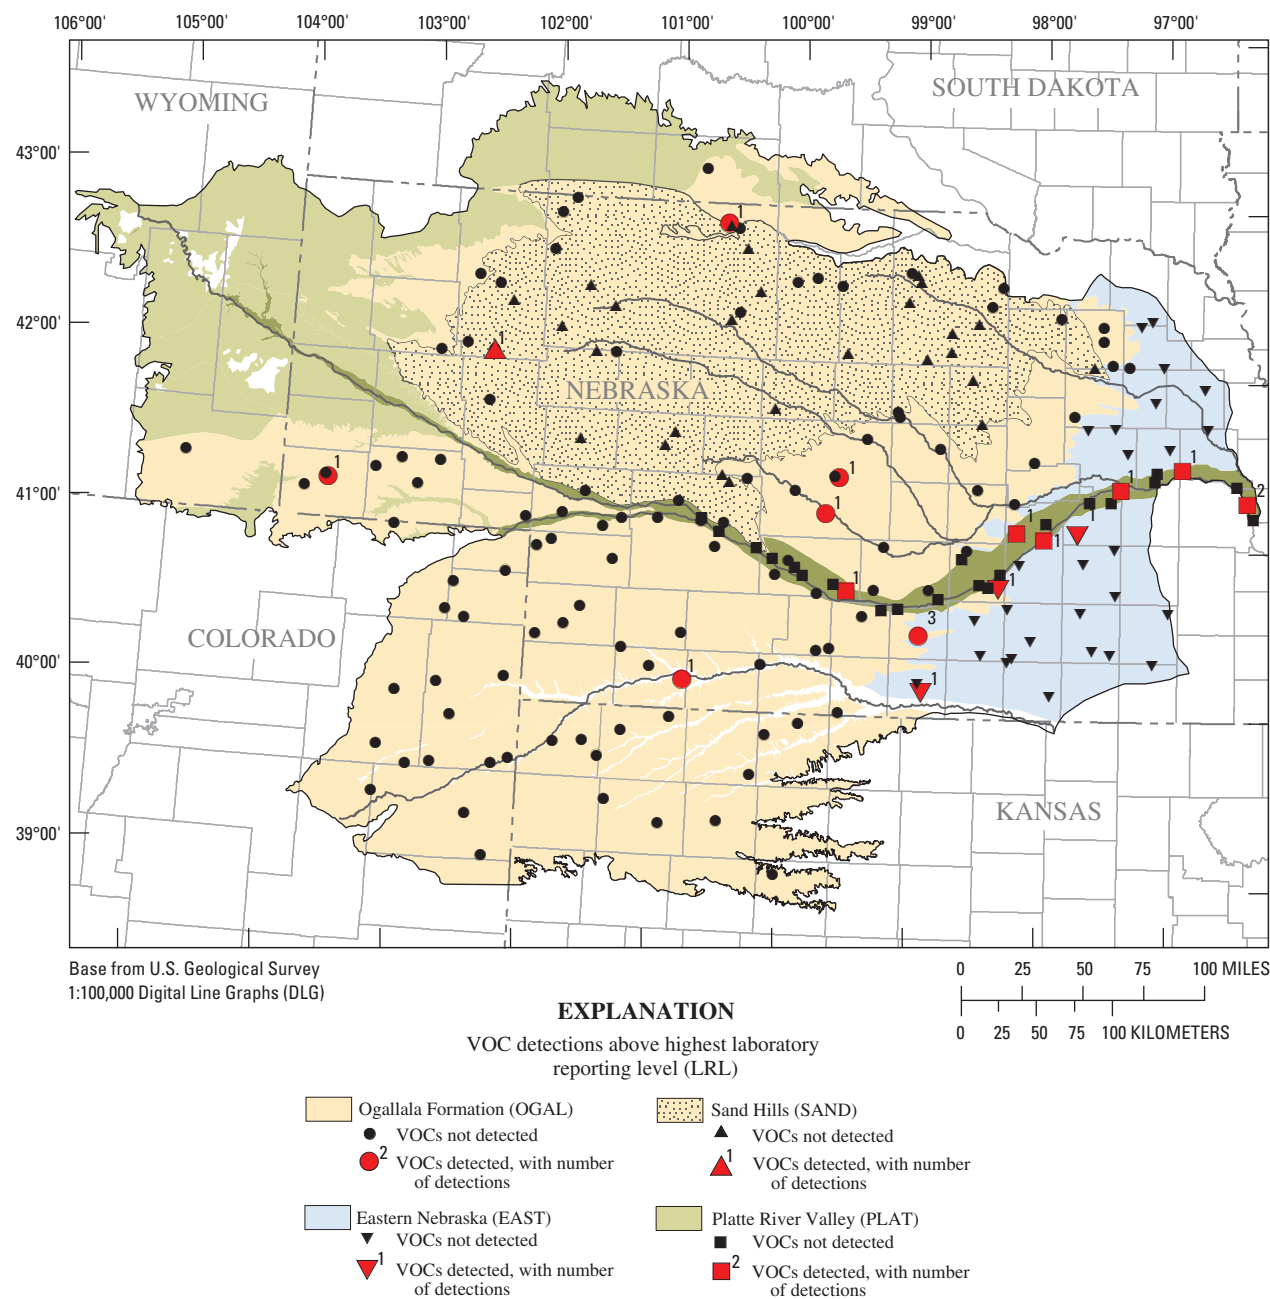 106°00' 105°00' 104°00' 103°00' 102°00' 101°00' 100°00' 99°00' 98°00' 97°00'
WYOMING
SOUTH DAKOTA
43°00'
1
42°00'
1
NEBRASKA
1
1
1
1
2
41°00'
1
1
1
1
1
1
3
COLORADO
40°00'
1
1
KANSAS
39°00'
Base from U.S. Geological Survey
1:100,000 Digital Line Graphs (DLG)
0 25 50 75 100 MILES
0 25 50 75 100 KILOMETERS
EXPLANATION
VOC detections above highest laboratory
reporting level (LRL)
Ogallala Formation (OGAL)
VOCs not detected
2 VOCs detected, with number
of detections
Sand Hills (SAND)
VOCs not detected
1 VOCs detected, with number
of detections
Eastern Nebraska (EAST)
VOCs not detected
1 VOCs detected, with number
of detections
Platte River Valley (PLAT)
VOCs not detected
2 VOCs detected, with number
of detections